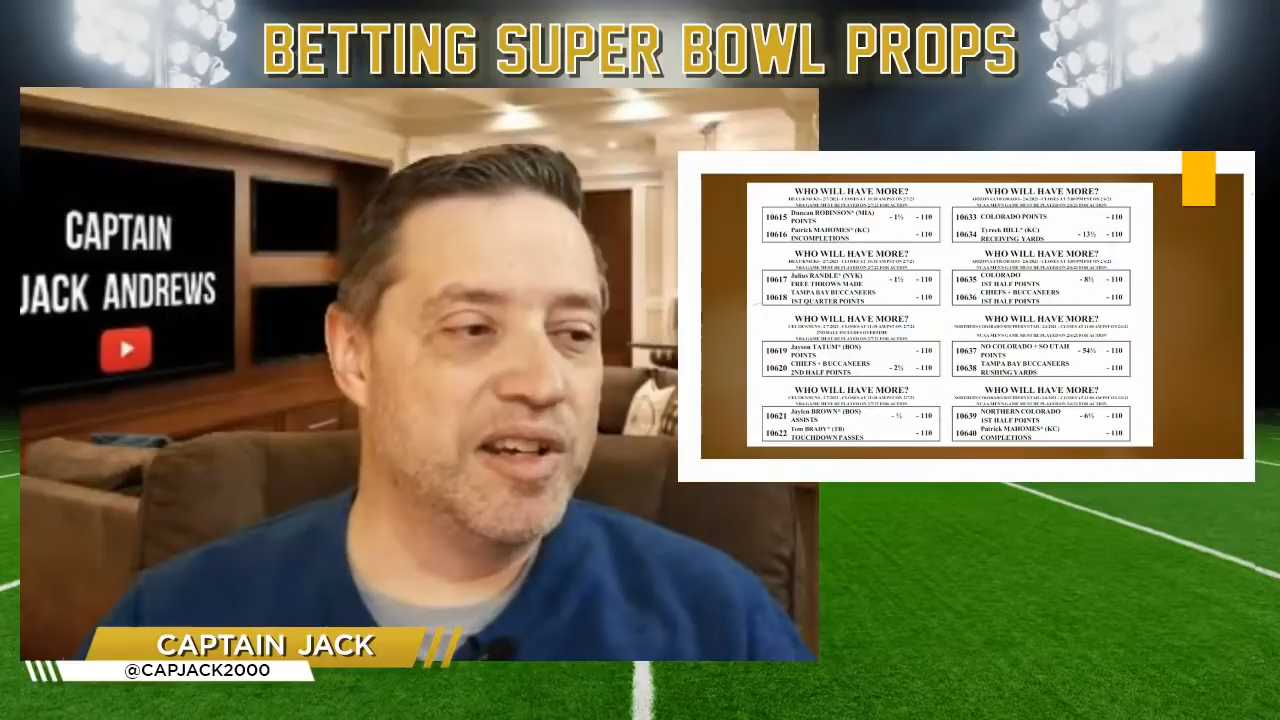 BETTING SUPER BOWL PROPS
CAPTAIN
JACK ANDREWS
WHO WILL HAVE MORE?
10615 Duncan ROBINSON* (MIA) - 1½ - 110
POINTS
10616 Patrick MAHOMES* (KC) - 110
INCOMPLETIONS
WHO WILL HAVE MORE?
10617 Julius RANDLE* (NYK) - 1½ - 110
FREE THROWS MADE
10618 TAMPA BAY BUCCANEERS - 110
1ST QUARTER POINTS
WHO WILL HAVE MORE?
2ND HALF INCLUDES OVERTIME
10619 Jayson TATUM* (BOS) - 110
POINTS
10620 CHIEFS + BUCCANEERS - 2½ - 110
2ND HALF POINTS
WHO WILL HAVE MORE?
10621 Jaylen BROWN* (BOS) - ½ - 110
ASSISTS
10622 Tom BRADY* (TB) - 110
TOUCHDOWN PASSES
WHO WILL HAVE MORE?
10633 COLORADO POINTS - 110
10634 Tyreek HILL* (KC) - 13½ - 110
RECEIVING YARDS
WHO WILL HAVE MORE?
10635 COLORADO - 8½ - 110
1ST HALF POINTS
10636 CHIEFS + BUCCANEERS - 110
1ST HALF POINTS
WHO WILL HAVE MORE?
10637 NO COLORADO + SO UTAH - 54½ - 110
POINTS
10638 TAMPA BAY BUCCANEERS - 110
RUSHING YARDS
WHO WILL HAVE MORE?
10639 NORTHERN COLORADO - 6½ - 110
1ST HALF POINTS
10640 Patrick MAHOMES* (KC) - 110
COMPLETIONS
CAPTAIN JACK
@CAPJACK2000